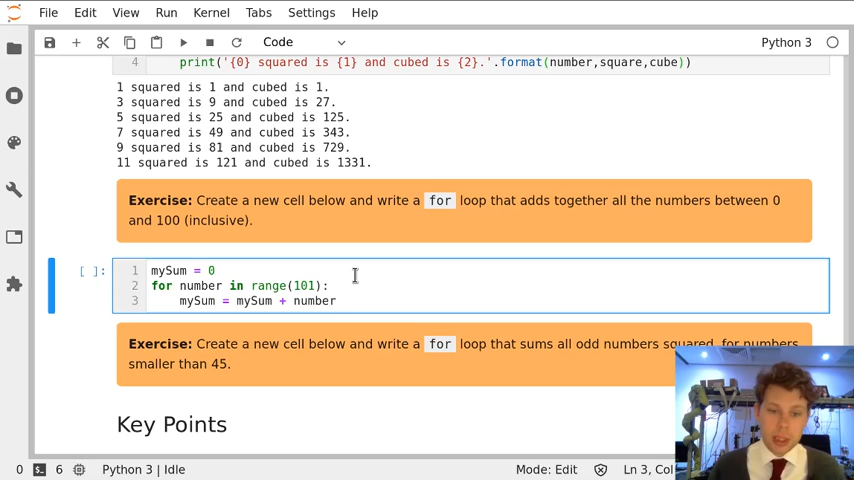 File Edit View Run Kernel Tabs Settings Help
Code
Python 3
4 print('{0} squared is {1} and cubed is {2}.'.format(number,square,cube))
1 squared is 1 and cubed is 1.
3 squared is 9 and cubed is 27.
5 squared is 25 and cubed is 125.
7 squared is 49 and cubed is 343.
9 squared is 81 and cubed is 729.
11 squared is 121 and cubed is 1331.
Exercise: Create a new cell below and write a for loop that adds together all the numbers between 0
and 100 (inclusive).
[ ]:
1 mySum = 0
2 for number in range(101):
3 mySum = mySum + number
Exercise: Create a new cell below and write a for loop that sums all odd numbers squared, for numbers
smaller than 45.
Key Points
0 6 Python 3 | Idle Mode: Edit Ln 3, Col